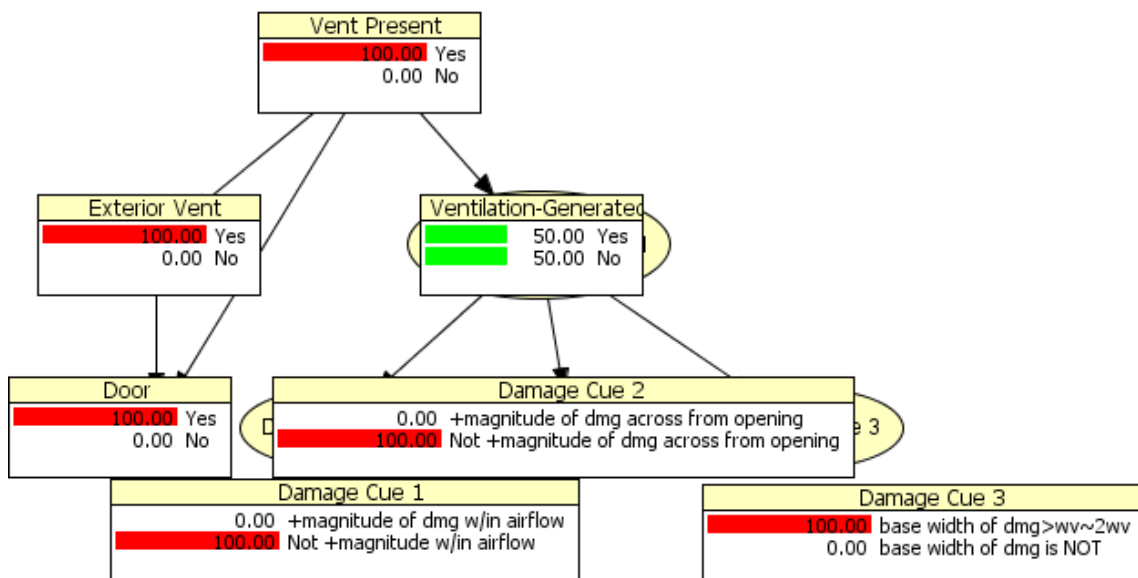 Vent Present
100.00 Yes
0.00 No
Exterior Vent
100.00 Yes
0.00 No
Ventilation-Generated
50.00 Yes
50.00 No
Door
100.00 Yes
0.00 No
Damage Cue 2
0.00 +magnitude of dmg across from opening
100.00 Not +magnitude of dmg across from opening
D
e 3
Damage Cue 1
0.00 +magnitude of dmg w/in airflow
100.00 Not +magnitude w/in airflow
Damage Cue 3
100.00 base width of dmg>wv~2wv
0.00 base width of dmg is NOT